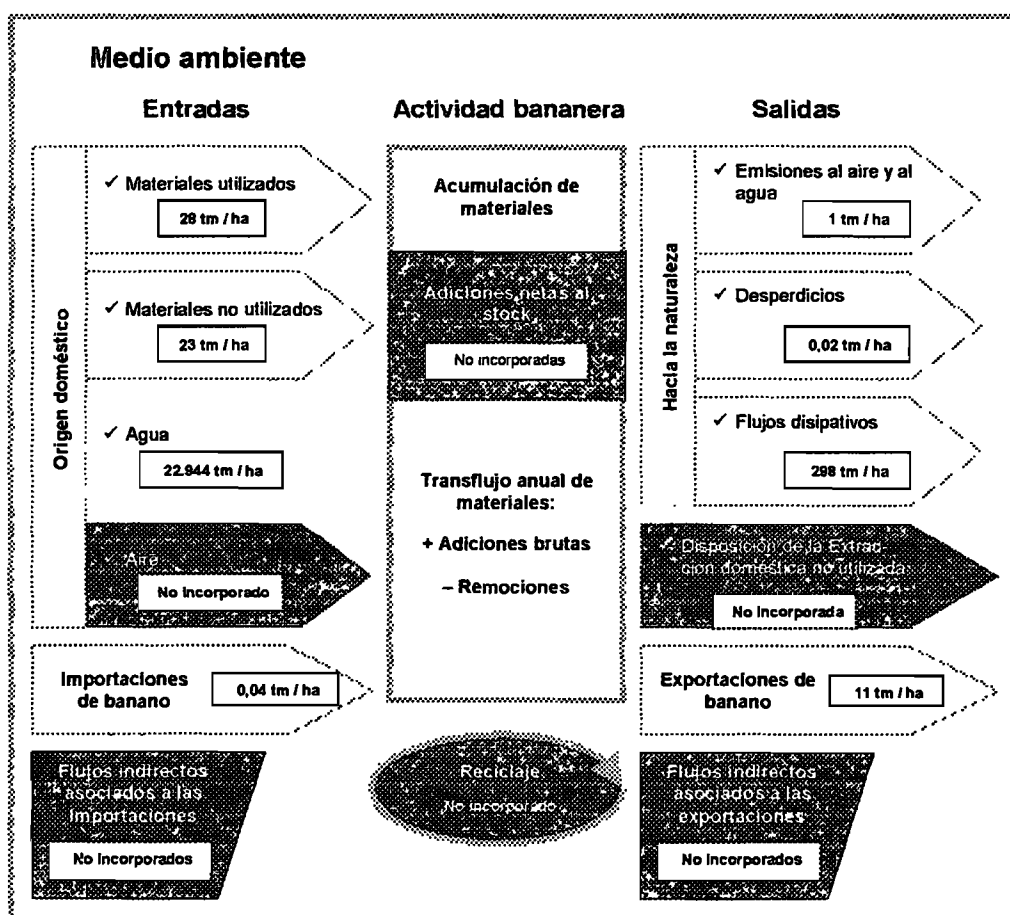 Medio ambiente
Entradas
Actividad bananera
Salidas
Origen doméstico
✓ Materiales utilizados
28 tm / ha
✓ Materiales no utilizados
23 tm / ha
✓ Agua
22.944 tm / ha
Aire
No incorporado
Importaciones
de banano
0,04 tm / ha
Flujos indirectos
asociados a las
Importaciones
No incorporados
Acumulación de
materiales
Adiciones netas al
stock
No incorporadas
Transflujo anual de
materiales:
+ Adiciones brutas
– Remociones
Reciclaje
No incorporado
Hacia la naturaleza
✓ Emisiones al aire y al
agua
1 tm / ha
✓ Desperdicios
0,02 tm / ha
✓ Flujos disipativos
298 tm / ha
✓ Disposición de la Extrac-
cion doméstica no utilizada
No Incorporada
Exportaciones de
banano
11 tm / ha
Flujos indirectos
asociados a las
exportaciones
No incorporados